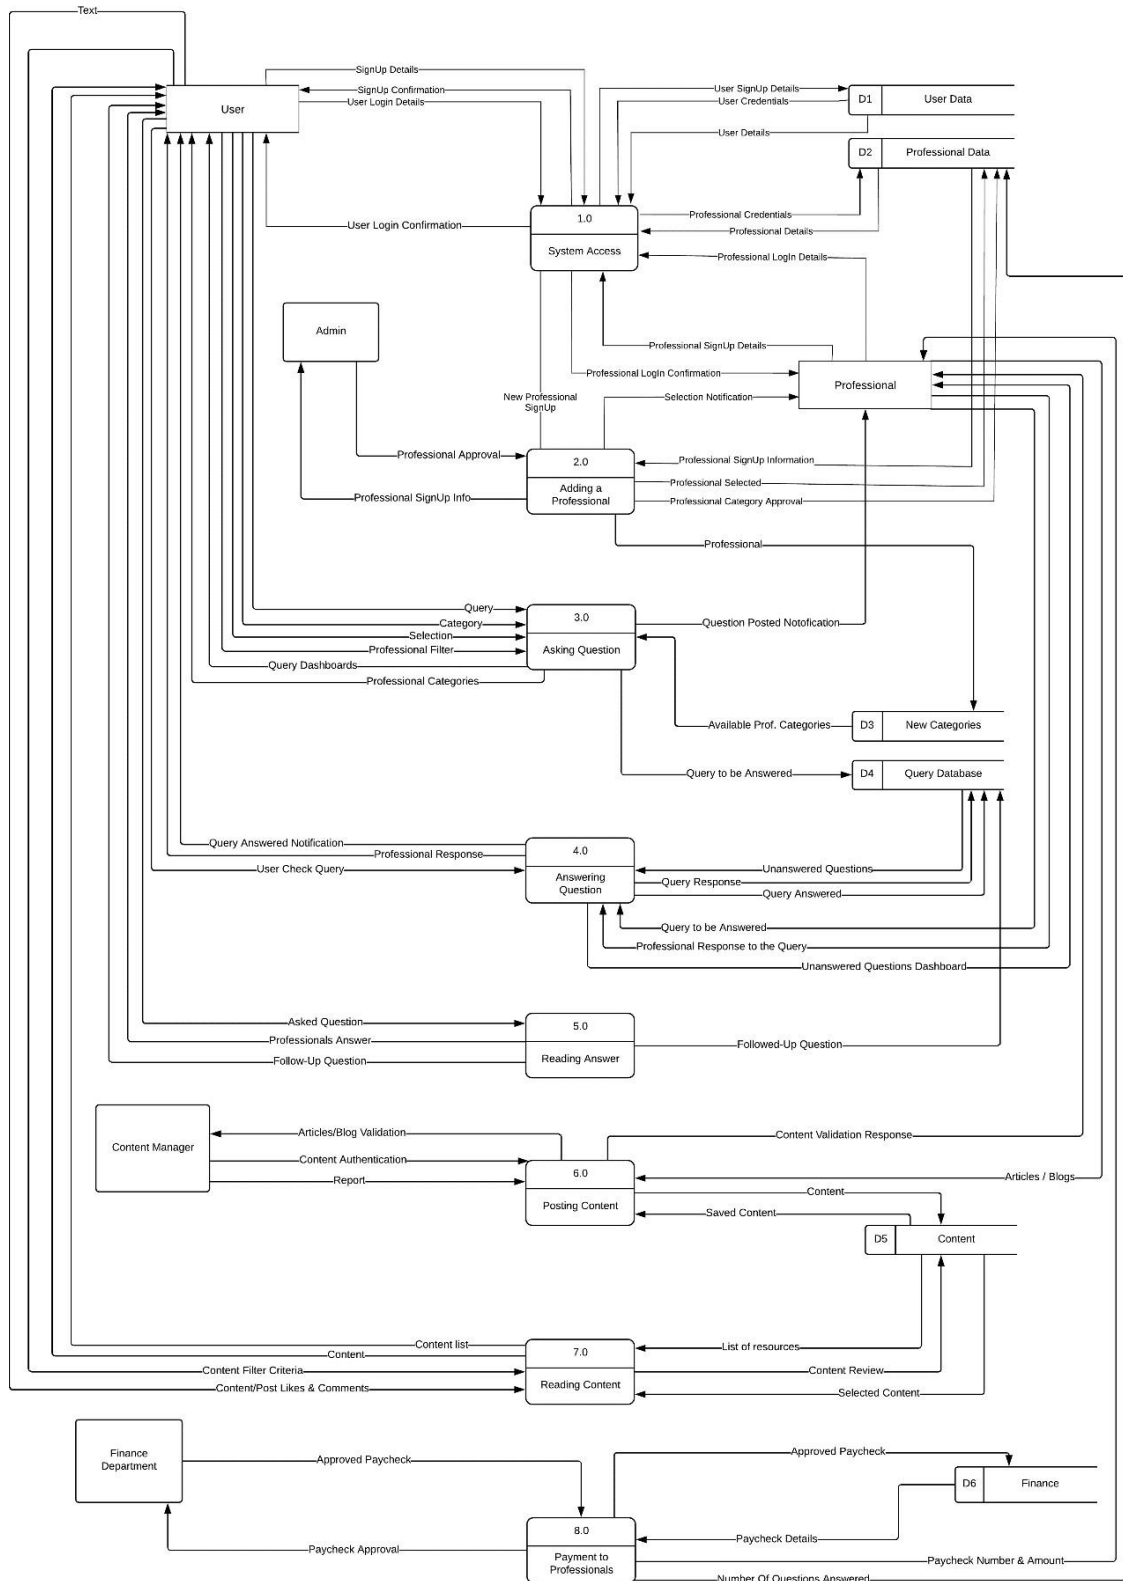 Text
SignUp Details
SignUp Confirmation
User Login Details
User
User SignUp Details
User Credentials
D1
User Data
User Details
D2
Professional Data
1.0
System Access
Professional Credentials
Professional Details
User Login Confirmation
Professional LogIn Details
Admin
Professional SignUp Details
Professional LogIn Confirmation
Professional
New Professional
SignUp
Selection Notification
Professional Approval
2.0
Adding a
Professional
Professional SignUp Information
Professional Selected
Professional SignUp Info
Professional Category Approval
Professional
Query
3.0
Asking Question
Category
Question Posted Notofication
Selection
Professional Filter
Query Dashboards
Professional Categories
Available Prof. Categories
D3
New Categories
Query to be Answered
D4
Query Database
Query Answered Notification
4.0
Answering
Question
Professional Response
User Check Query
Unanswered Questions
Query Response
Query Answered
Query to be Answered
Professional Response to the Query
Unanswered Questions Dashboard
Asked Question
5.0
Reading Answer
Professionals Answer
Followed-Up Question
Follow-Up Question
Content Manager
Articles/Blog Validation
Content Validation Response
Content Authentication
6.0
Posting Content
Report
Articles / Blogs
Content
Saved Content
D5
Content
Content list
7.0
Reading Content
List of resources
Content
Content Filter Criteria
Content Review
Content/Post Likes & Comments
Selected Content
Finance
Department
Approved Paycheck
Approved Paycheck
D6
Finance
8.0
Payment to
Professionals
Paycheck Details
Paycheck Approval
Paycheck Number & Amount
Number Of Questions Answered